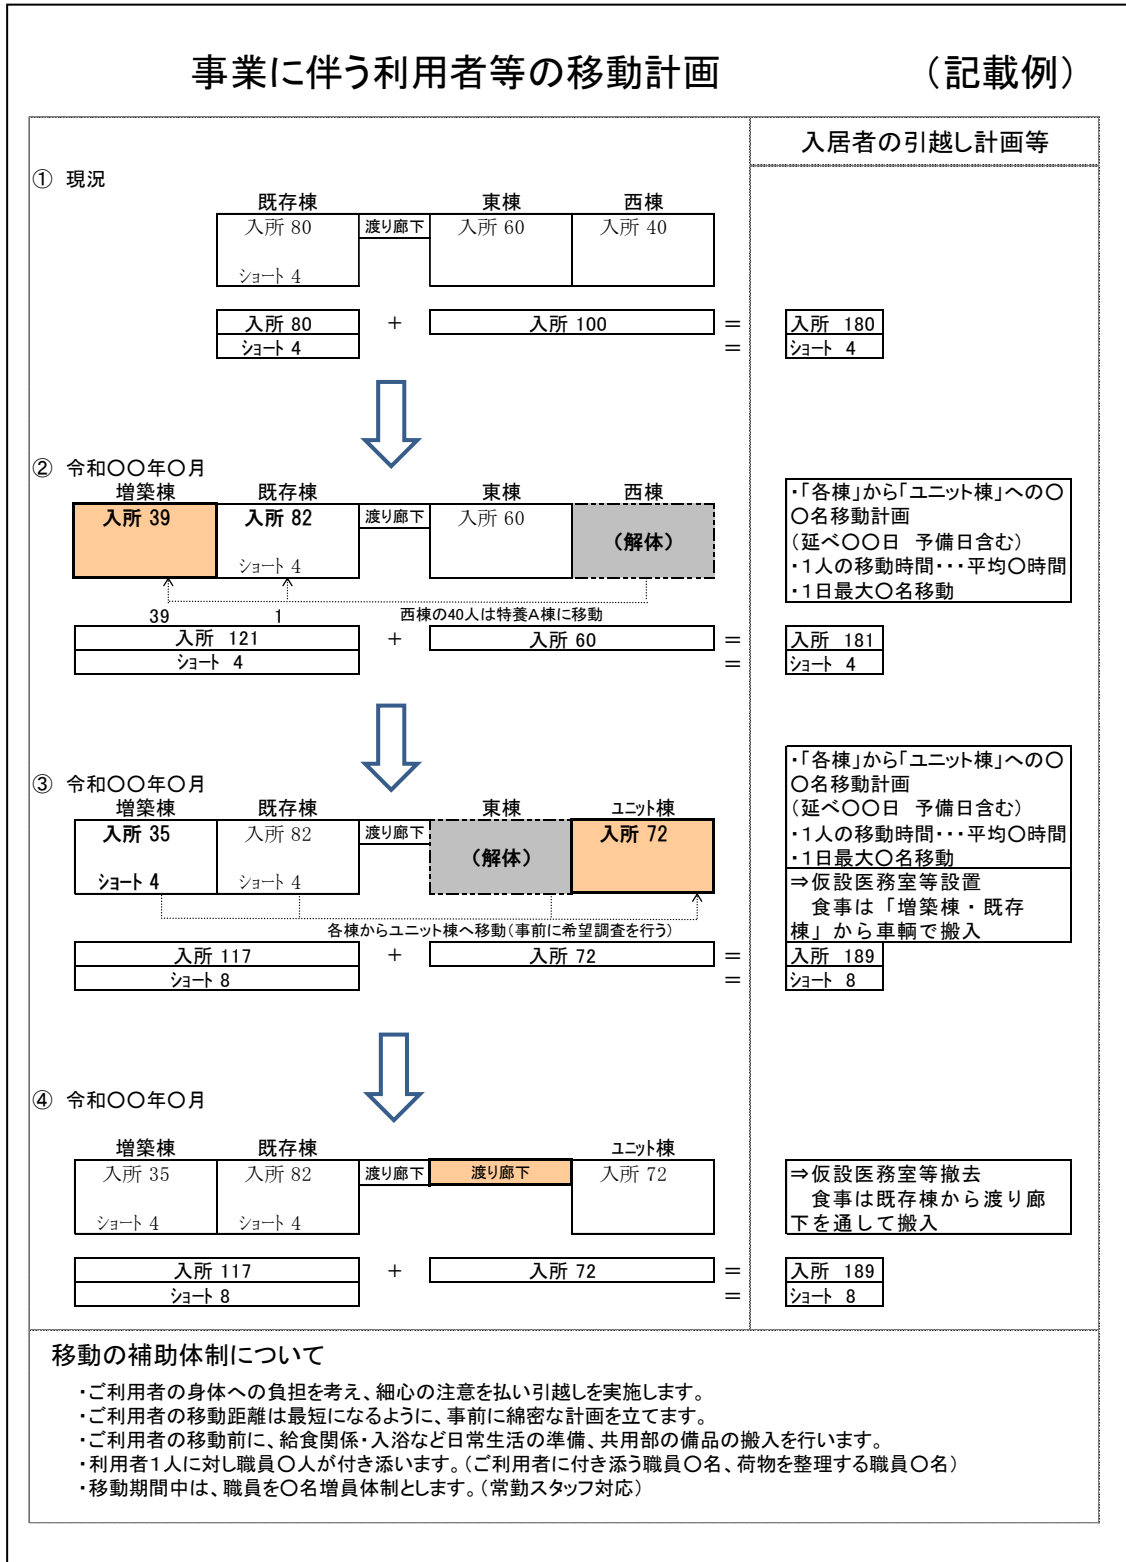 事業に伴う利用者等の移動計画　（記載例）
入居者の引越し計画等
① 現況
既存棟　東棟　西棟
入所 80　渡り廊下　入所 60　入所 40
ショート 4
入所 80　+　入所 100　=　入所 180
ショート 4　=　ショート 4
② 令和〇〇年〇月
増築棟　既存棟　東棟　西棟
入所 39　入所 82　渡り廊下　入所 60　（解体）
ショート 4
・「各棟」から「ユニット棟」への〇
〇名移動計画
（延べ〇〇日　予備日含む）
・１人の移動時間・・・平均〇時間
・１日最大〇名移動
39　1　西棟の40人は特養A棟に移動
入所 121　+　入所 60　=　入所 181
ショート 4　=　ショート 4
③ 令和〇〇年〇月
増築棟　既存棟　東棟　ユニット棟
入所 35　入所 82　渡り廊下　（解体）　入所 72
ショート 4　ショート 4
・「各棟」から「ユニット棟」への〇
〇名移動計画
（延べ〇〇日　予備日含む）
・１人の移動時間・・・平均〇時間
・１日最大〇名移動
⇒仮設医務室等設置
食事は「増築棟・既存
棟」から車輌で搬入
各棟からユニット棟へ移動（事前に希望調査を行う）
入所 117　+　入所 72　=　入所 189
ショート 8　=　ショート 8
④ 令和〇〇年〇月
増築棟　既存棟　ユニット棟
入所 35　入所 82　渡り廊下　渡り廊下　入所 72
ショート 4　ショート 4
⇒仮設医務室等撤去
食事は既存棟から渡り廊
下を通して搬入
入所 117　+　入所 72　=　入所 189
ショート 8　=　ショート 8
移動の補助体制について
・ご利用者の身体への負担を考え、細心の注意を払い引越しを実施します。
・ご利用者の移動距離は最短になるように、事前に綿密な計画を立てます。
・ご利用者の移動前に、給食関係・入浴など日常生活の準備、共用部の備品の搬入を行います。
・利用者１人に対し職員〇人が付き添います。（ご利用者に付き添う職員〇名、荷物を整理する職員〇名）
・移動期間中は、職員を〇名増員体制とします。（常勤スタッフ対応）